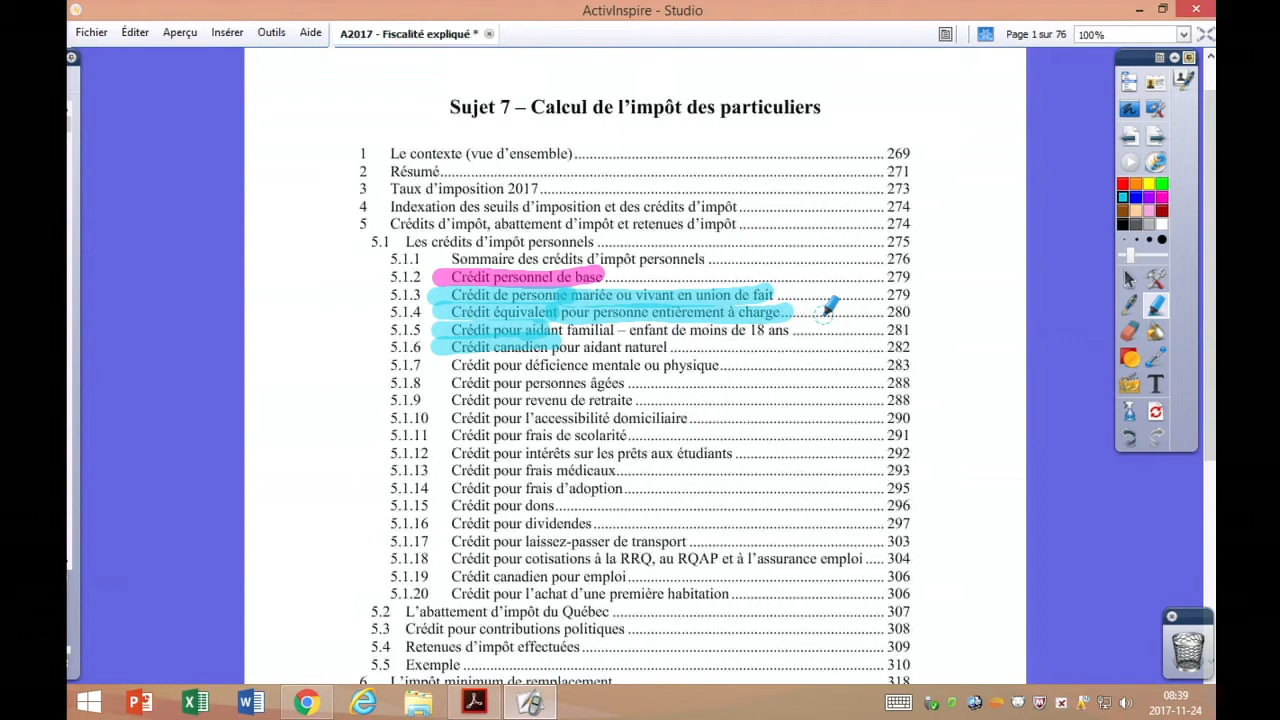 ActivInspire - Studio
Fichier Éditer Aperçu Insérer Outils Aide A2017 - Fiscalité expliqué * Page 1 sur 76 100%
Sujet 7 – Calcul de l’impôt des particuliers
1 Le contexte (vue d’ensemble) 269
2 Résumé 271
3 Taux d’imposition 2017 273
4 Indexation des seuils d’imposition et des crédits d’impôt 274
5 Crédits d’impôt, abattement d’impôt et retenues d’impôt 274
5.1 Les crédits d’impôt personnels 275
5.1.1 Sommaire des crédits d’impôt personnels 276
5.1.2 Crédit personnel de base 279
5.1.3 Crédit de personne mariée ou vivant en union de fait 279
5.1.4 Crédit équivalent pour personne entièrement à charge 280
5.1.5 Crédit pour aidant familial – enfant de moins de 18 ans 281
5.1.6 Crédit canadien pour aidant naturel 282
5.1.7 Crédit pour déficience mentale ou physique 283
5.1.8 Crédit pour personnes âgées 288
5.1.9 Crédit pour revenu de retraite 288
5.1.10 Crédit pour l’accessibilité domiciliaire 290
5.1.11 Crédit pour frais de scolarité 291
5.1.12 Crédit pour intérêts sur les prêts aux étudiants 292
5.1.13 Crédit pour frais médicaux 293
5.1.14 Crédit pour frais d’adoption 295
5.1.15 Crédit pour dons 296
5.1.16 Crédit pour dividendes 297
5.1.17 Crédit pour laissez-passer de transport 303
5.1.18 Crédit pour cotisations à la RRQ, au RQAP et à l’assurance emploi 304
5.1.19 Crédit canadien pour emploi 306
5.1.20 Crédit pour l’achat d’une première habitation 306
5.2 L’abattement d’impôt du Québec 307
5.3 Crédit pour contributions politiques 308
5.4 Retenues d’impôt effectuées 309
5.5 Exemple 310
6 L’impôt minimum de remplacement 318
08:39
2017-11-24